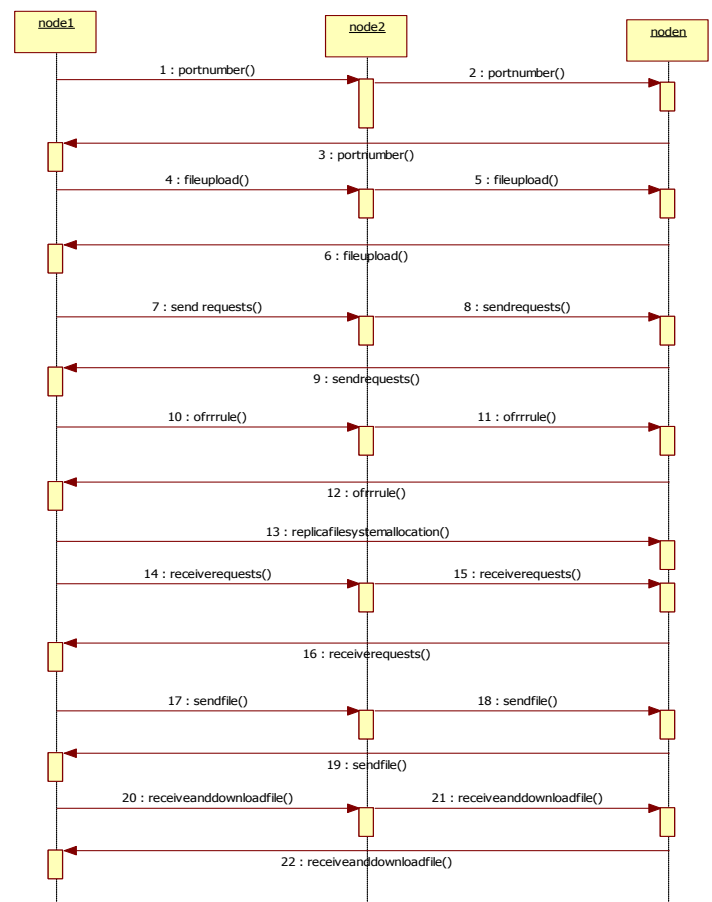 node1
node2
noden
1 : portnumber()
2 : portnumber()
3 : portnumber()
4 : fileupload()
5 : fileupload()
6 : fileupload()
7 : send requests()
8 : sendrequests()
9 : sendrequests()
10 : ofrrrule()
11 : ofrrrule()
12 : ofrrrule()
13 : replicafilesystemallocation()
14 : receiverequests()
15 : receiverequests()
16 : receiverequests()
17 : sendfile()
18 : sendfile()
19 : sendfile()
20 : receiveanddownloadfile()
21 : receiveanddownloadfile()
22 : receiveanddownloadfile()